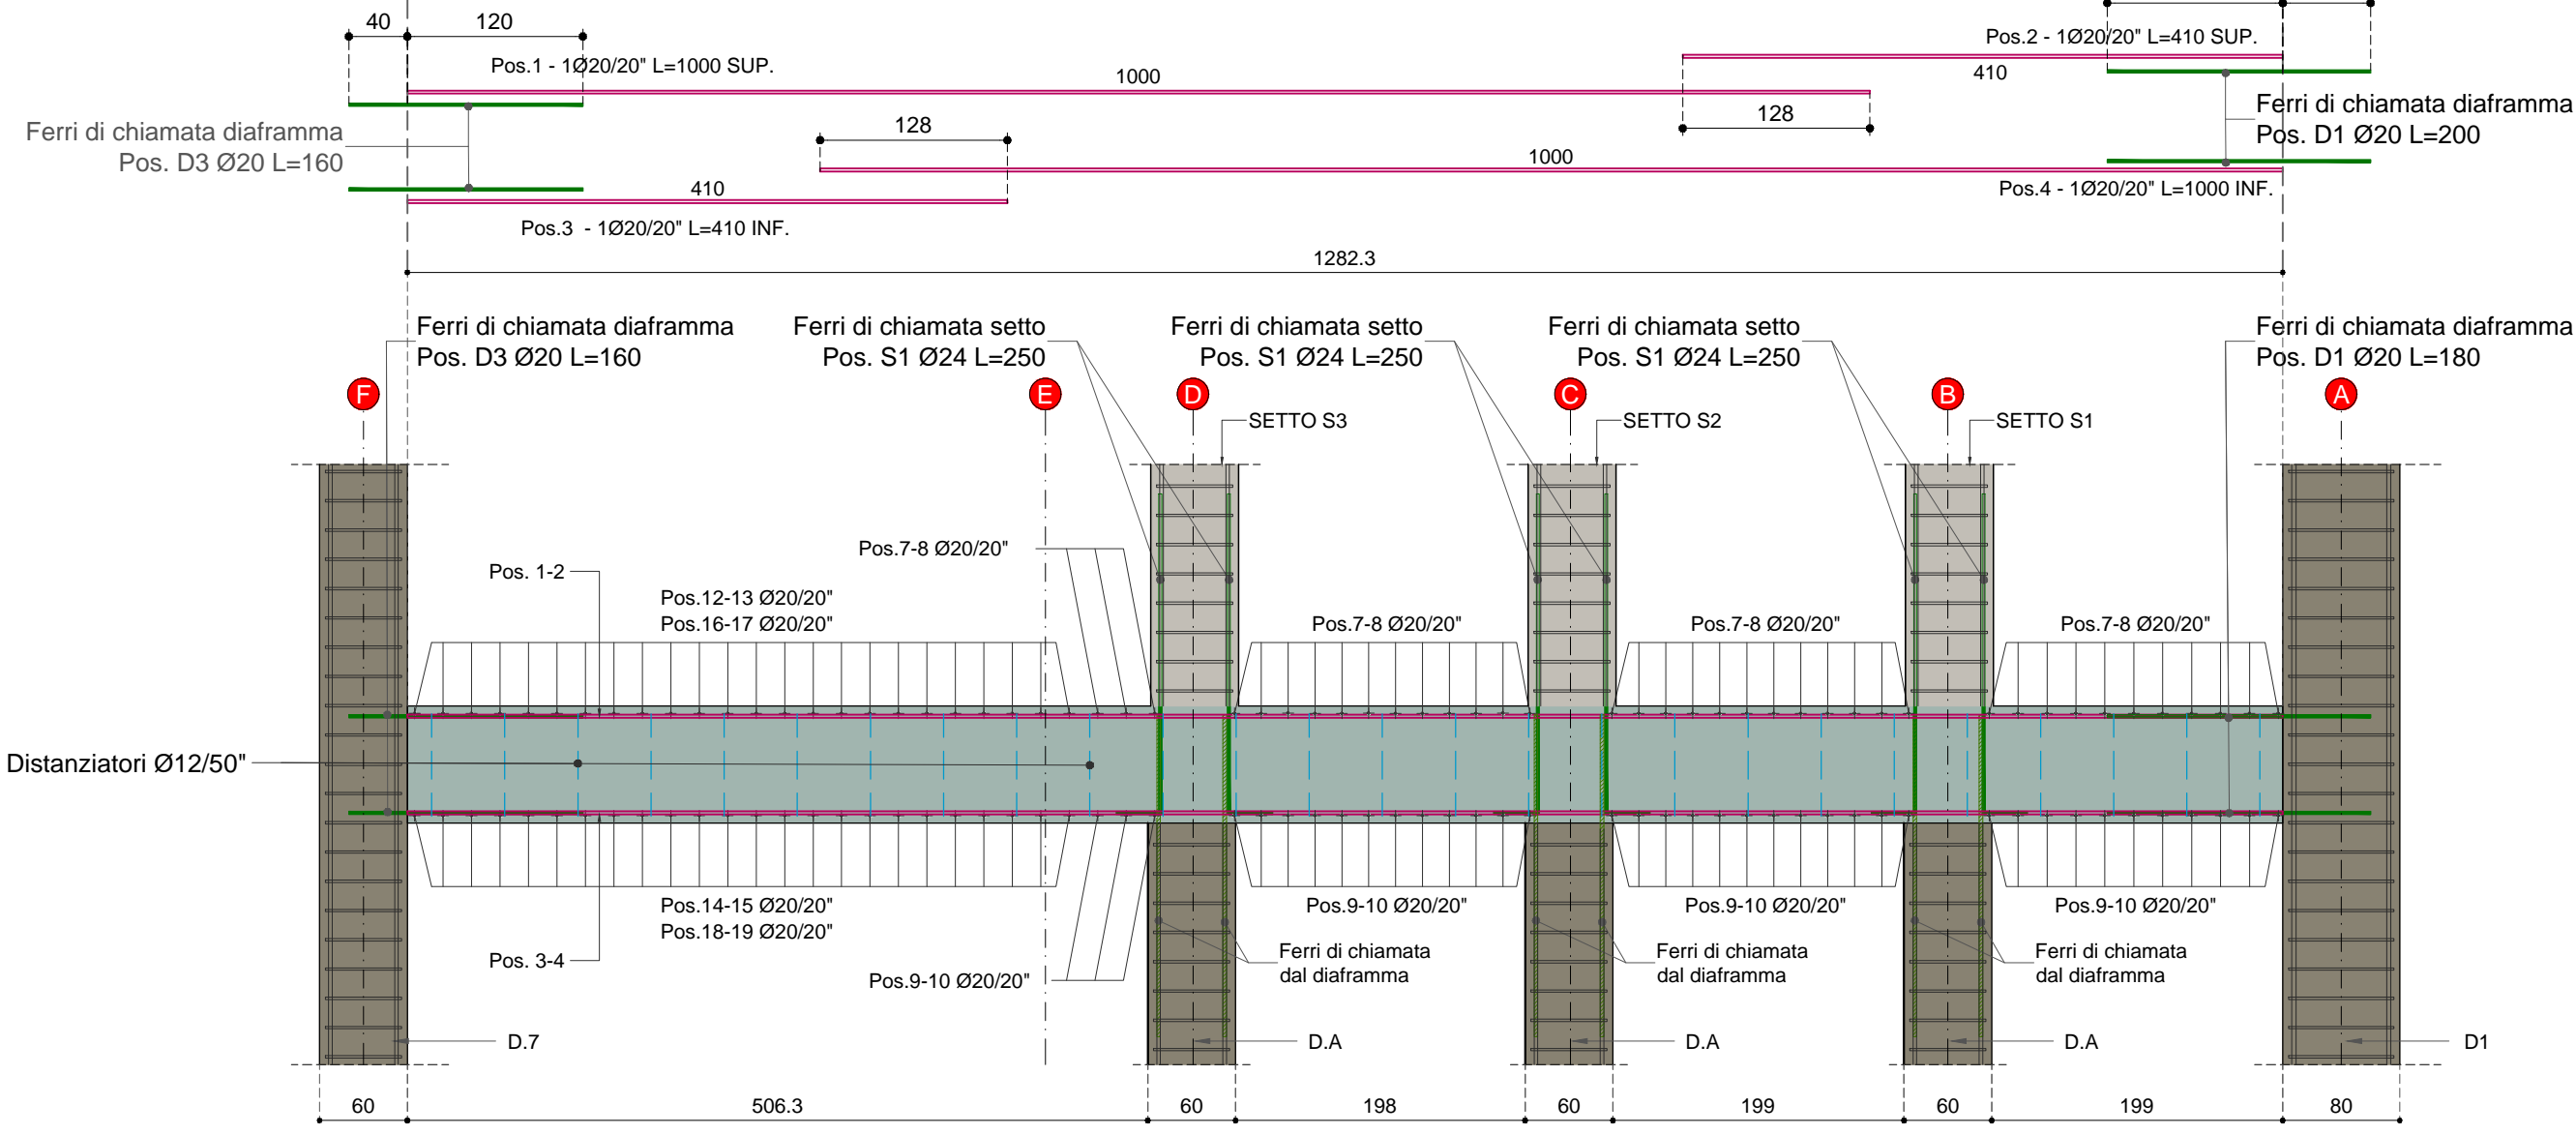 40
120
Pos.1 - 1Ø20/20" L=1000 SUP.
1000
Pos.2 - 1Ø20/20" L=410 SUP.
410
Ferri di chiamata diaframma
Pos. D3 Ø20 L=160
128
128
Ferri di chiamata diaframma
Pos. D1 Ø20 L=200
1000
410
Pos.4 - 1Ø20/20" L=1000 INF.
Pos.3 - 1Ø20/20" L=410 INF.
1282.3
Ferri di chiamata diaframma
Pos. D3 Ø20 L=160
Ferri di chiamata setto
Pos. S1 Ø24 L=250
Ferri di chiamata setto
Pos. S1 Ø24 L=250
Ferri di chiamata setto
Pos. S1 Ø24 L=250
Ferri di chiamata diaframma
Pos. D1 Ø20 L=180
F
E
D
C
B
A
SETTO S3
SETTO S2
SETTO S1
Pos.7-8 Ø20/20"
Pos. 1-2
Pos.12-13 Ø20/20"
Pos.16-17 Ø20/20"
Pos.7-8 Ø20/20"
Pos.7-8 Ø20/20"
Pos.7-8 Ø20/20"
Distanziatori Ø12/50"
Pos.14-15 Ø20/20"
Pos.18-19 Ø20/20"
Pos.9-10 Ø20/20"
Pos.9-10 Ø20/20"
Pos.9-10 Ø20/20"
Pos. 3-4
Pos.9-10 Ø20/20"
Ferri di chiamata
dal diaframma
Ferri di chiamata
dal diaframma
Ferri di chiamata
dal diaframma
D.7
D.A
D.A
D.A
D1
60
506.3
60
198
60
199
60
199
80